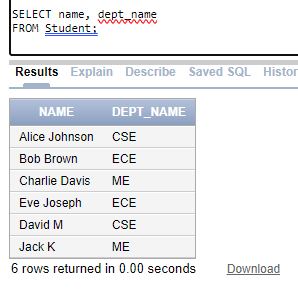 SELECT name, dept_name
FROM Student;
Results Explain Describe Saved SQL Histor
NAME DEPT_NAME
Alice Johnson CSE
Bob Brown ECE
Charlie Davis ME
Eve Joseph ECE
David M CSE
Jack K ME
6 rows returned in 0.00 seconds Download